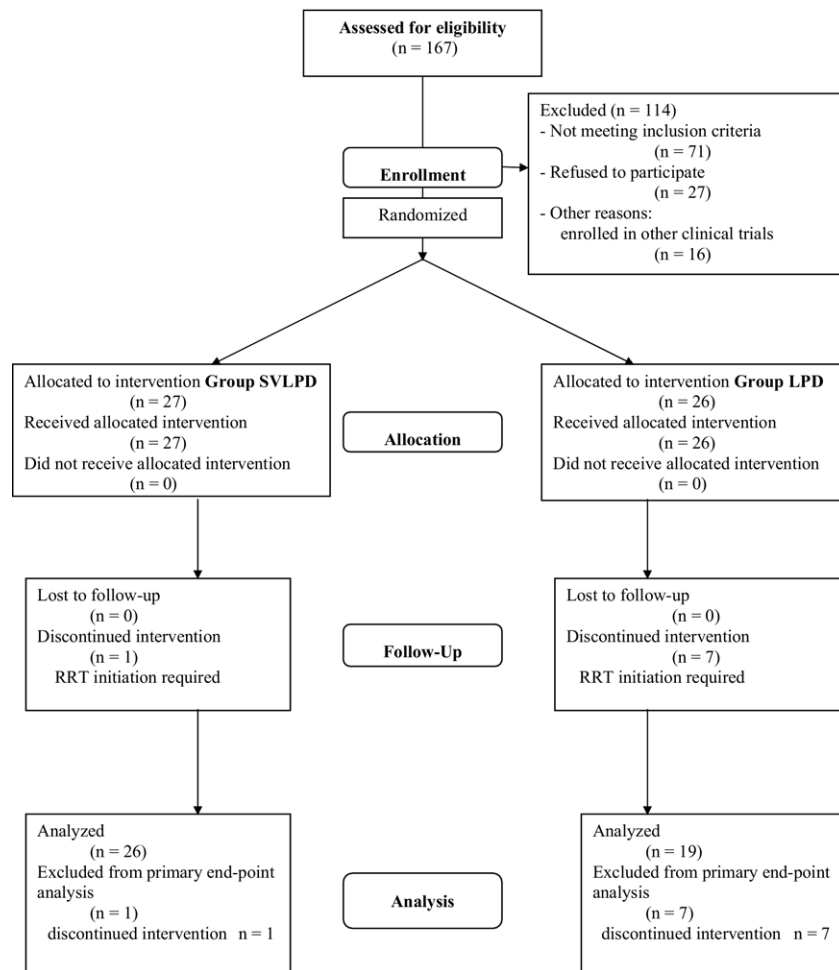 Assessed for eligibility
(n = 167)
Excluded (n = 114)
- Not meeting inclusion criteria
(n = 71)
- Refused to participate
(n = 27)
- Other reasons:
enrolled in other clinical trials
(n = 16)
Enrollment
Randomized
Allocated to intervention Group SVLPD
(n = 27)
Received allocated intervention
(n = 27)
Did not receive allocated intervention
(n = 0)
Allocation
Allocated to intervention Group LPD
(n = 26)
Received allocated intervention
(n = 26)
Did not receive allocated intervention
(n = 0)
Lost to follow-up
(n = 0)
Discontinued intervention
(n = 1)
RRT initiation required
Follow-Up
Lost to follow-up
(n = 0)
Discontinued intervention
(n = 7)
RRT initiation required
Analyzed
(n = 26)
Excluded from primary end-point
analysis
(n = 1)
discontinued intervention n = 1
Analysis
Analyzed
(n = 19)
Excluded from primary end-point
analysis
(n = 7)
discontinued intervention n = 7